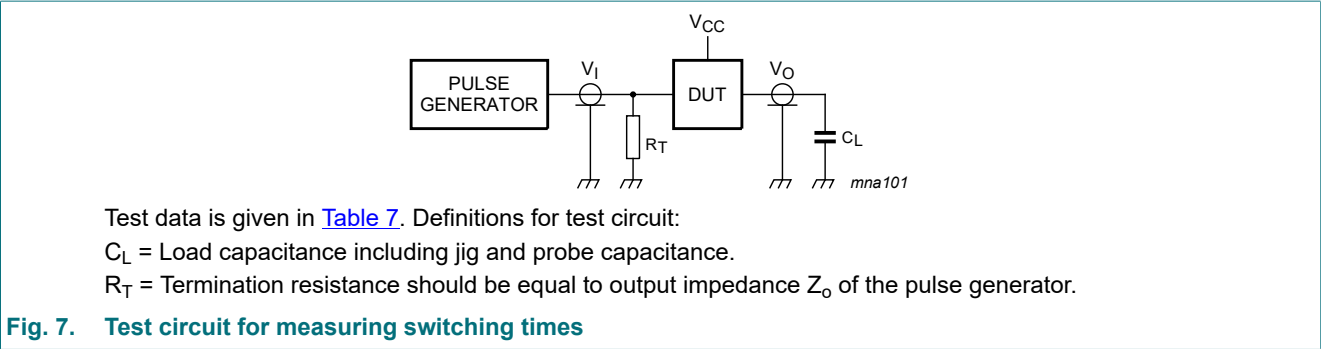 VCC
PULSE
GENERATOR
VI
DUT
VO
RT
CL
mna101
Test data is given in Table 7. Definitions for test circuit:
CL = Load capacitance including jig and probe capacitance.
RT = Termination resistance should be equal to output impedance Zo of the pulse generator.
Fig. 7. Test circuit for measuring switching times